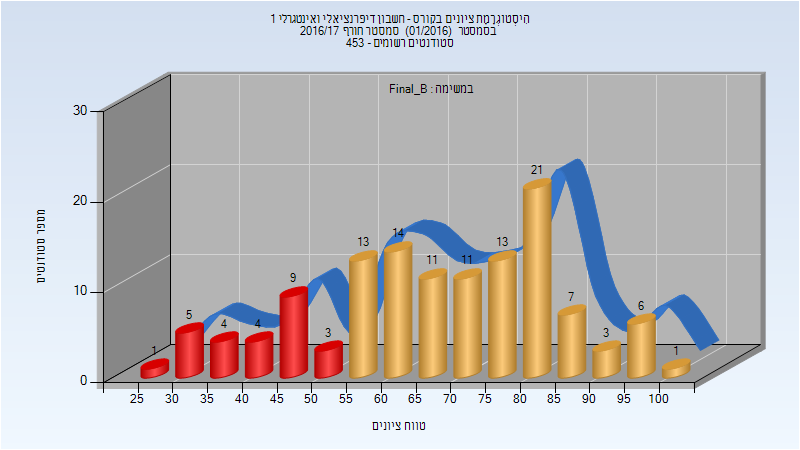 היסטוגרמת ציונים בקורס - חשבון דיפרנציאלי ואינטגרלי 1
בסמסטר (01/2016) סמסטר חורף 2016/17
סטודנטים רשומים - 453
במשימה : Final_B
מספר סטודנטים
30
20
10
0
1 5 4 4 9 3 13 14 11 11 13 21 7 3 6 1
25 30 35 40 45 50 55 60 65 70 75 80 85 90 95 100
טווח ציונים